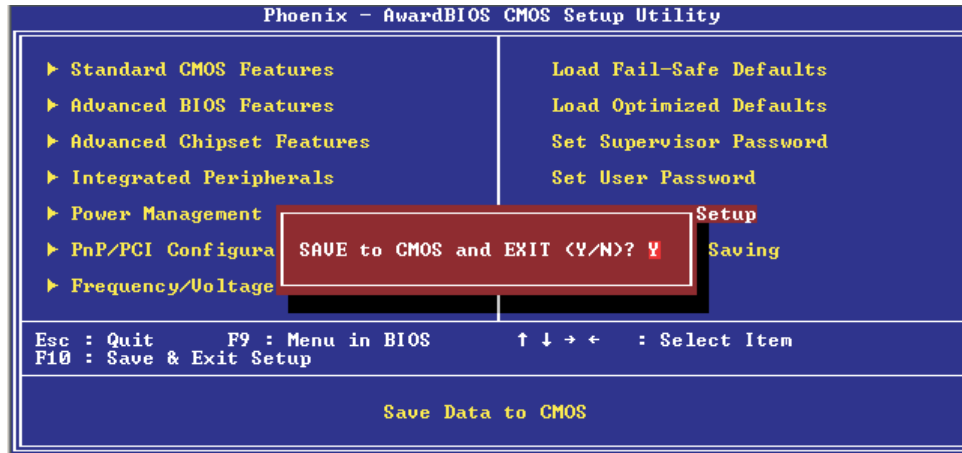 Phoenix - AwardBIOS CMOS Setup Utility
▶ Standard CMOS Features
▶ Advanced BIOS Features
▶ Advanced Chipset Features
▶ Integrated Peripherals
▶ Power Management
▶ PnP/PCI Configura
▶ Frequency/Voltage
Load Fail-Safe Defaults
Load Optimized Defaults
Set Supervisor Password
Set User Password
Setup
Saving
SAVE to CMOS and EXIT (Y/N)? Y
Esc : Quit F9 : Menu in BIOS ↑ ↓ → ← : Select Item
F10 : Save & Exit Setup
Save Data to CMOS